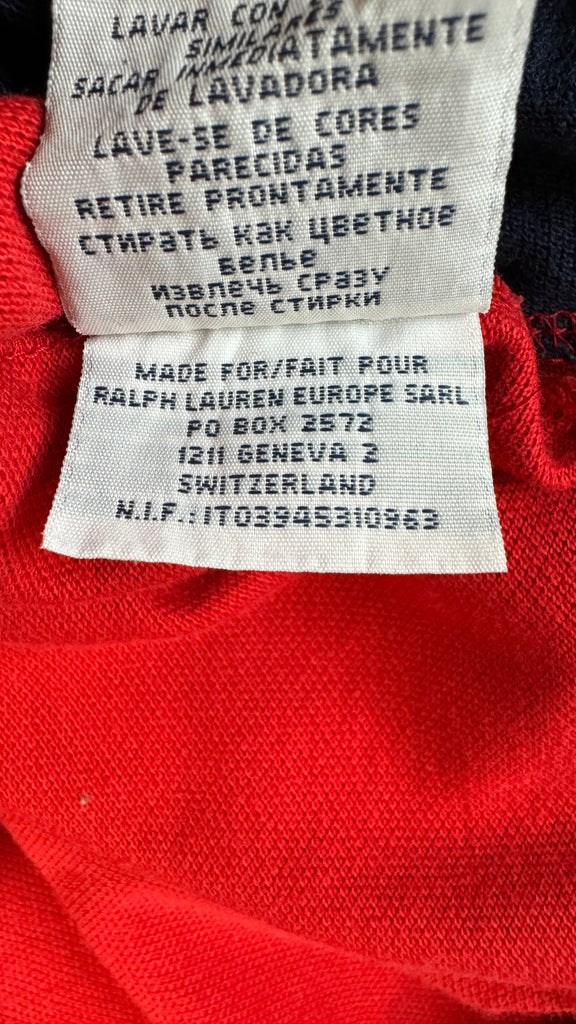 LAVAR CON
SIMILARES
SACAR INMEDIATAMENTE
DE LAVADORA
LAVE-SE DE CORES
PARECIDAS
RETIRE PRONTAMENTE
СТИРАТЬ КАК ЦВЕТНОЕ
БЕЛЬЕ
ИЗВЛЕЧЬ СРАЗУ
ПОСЛЕ СТИРКИ
MADE FOR/FAIT POUR
RALPH LAUREN EUROPE SARL
PO BOX 2572
1211 GENEVA 2
SWITZERLAND
N.I.F.:IT03945310963